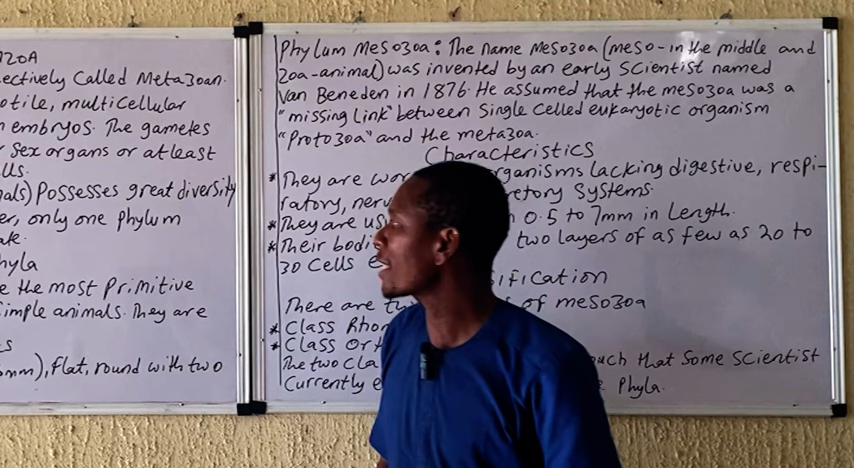 ZOA
ectively Called Metazoan.
otile, multicellular
n embryos. The gametes
r sex organs or at least
lls.
als) Possesses great diversity
er, only one phylum
ake.
hyla
e the most Primitive
imple animals. They are
s
mm), flat, round with two
Phylum Mesozoa: The name Mesozoa (meso-in the middle and
zoa-animal) was invented by an early scientist named
Van Beneden in 1876. He assumed that the mesozoa was a
"missing Link" between Single Celled eukaryotic organism
"Protozoa" and the metazoa.
Characteristics
* They are wor rganisms lacking digestive, respi-
ratory, nerv retory Systems.
* They are us 0.5 to 7mm in Length.
* Their bodi two layers of as few as 20 to
30 Cells
sification
There are of mesozoa
* Class Rho
* Class Ort
The two Cla uch that Some Scientist
Currently Phyla.